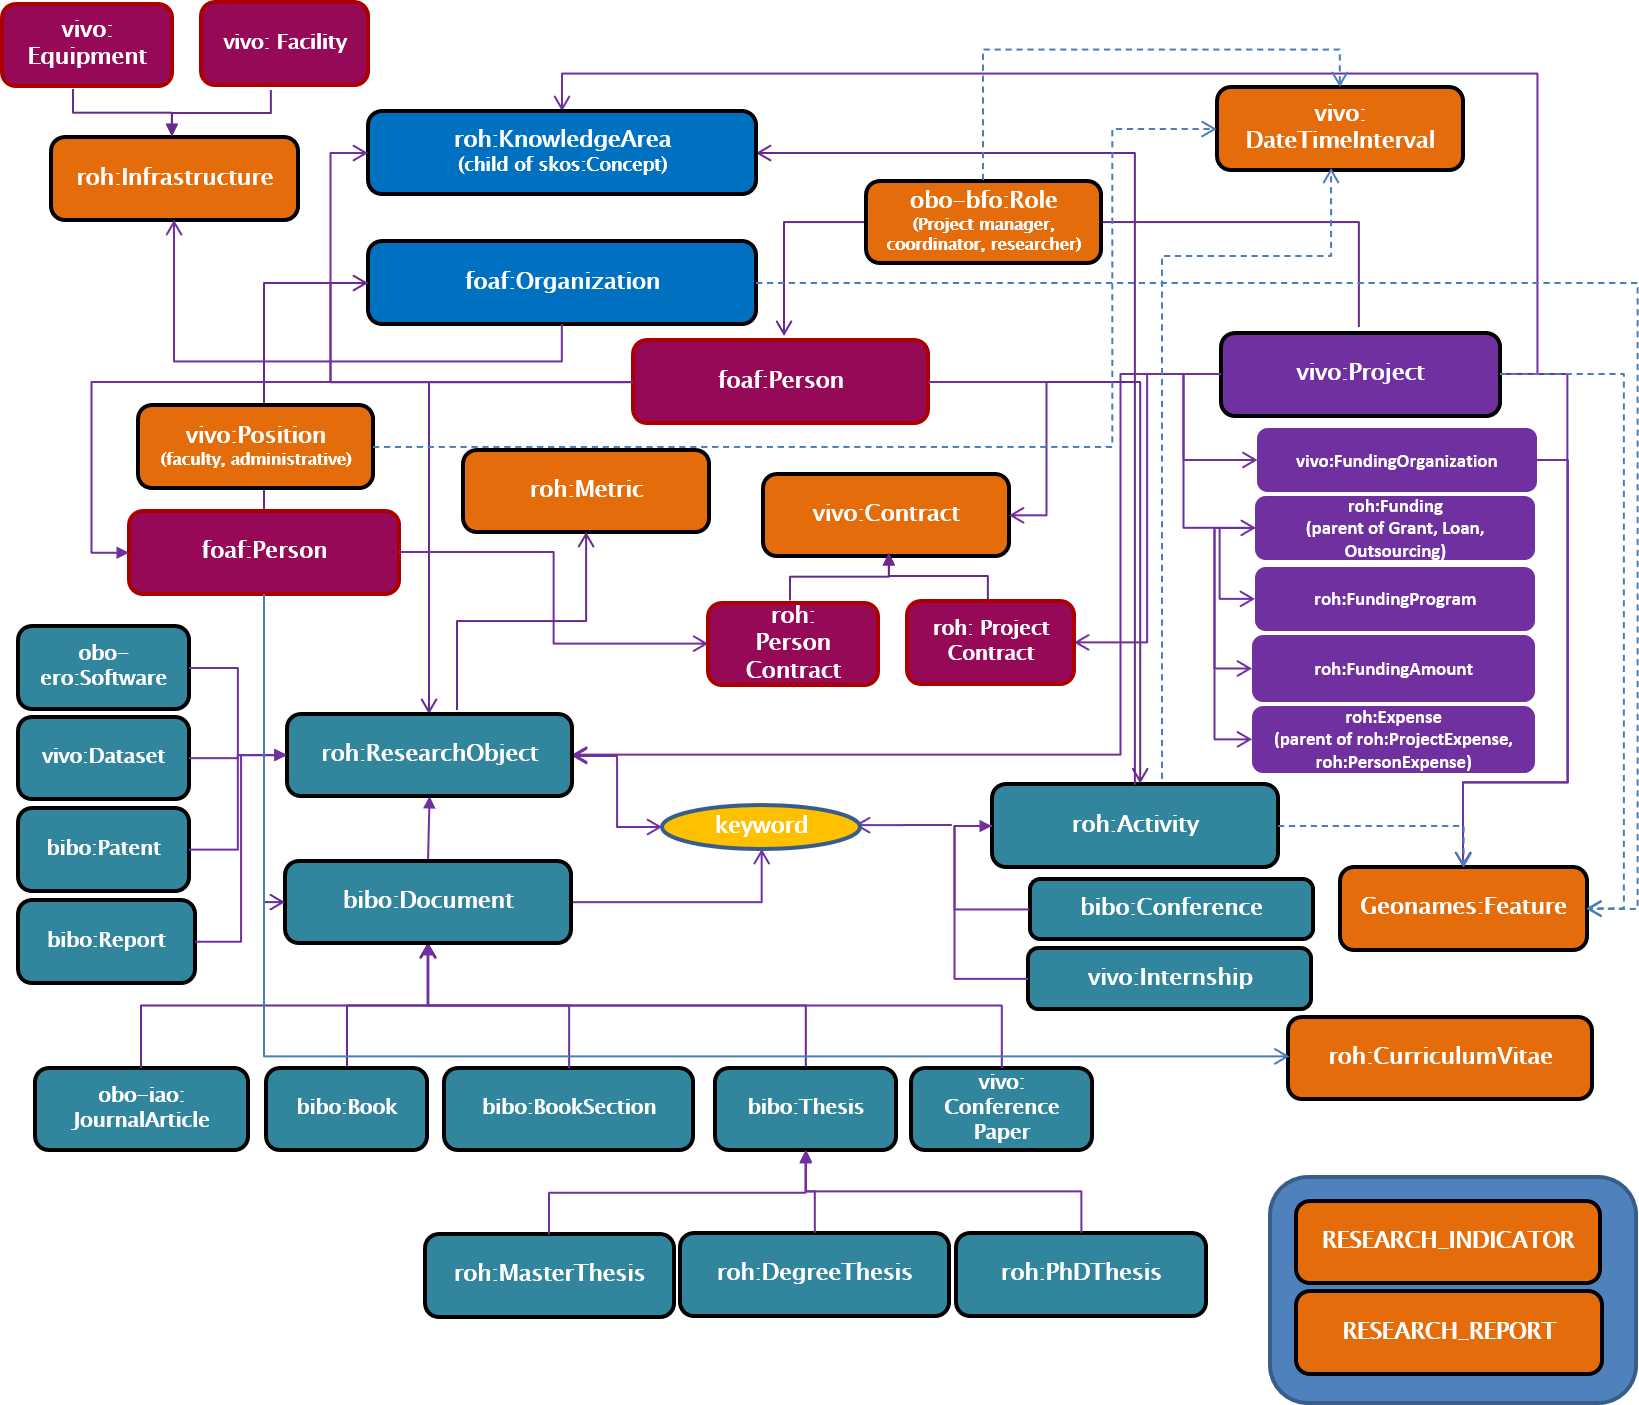 vivo:
Equipment
vivo: Facility
roh:Infrastructure
roh:KnowledgeArea
(child of skos:Concept)
vivo:
DateTimeInterval
obo-bfo:Role
(Project manager,
coordinator, researcher)
foaf:Organization
foaf:Person
vivo:Project
vivo:Position
(faculty, administrative)
roh:Metric
vivo:Contract
vivo:FundingOrganization
roh:Funding
(parent of Grant, Loan,
Outsourcing)
foaf:Person
roh:FundingProgram
roh:
Person
Contract
roh: Project
Contract
obo-
ero:Software
roh:FundingAmount
roh:Expense
(parent of roh:ProjectExpense,
roh:PersonExpense)
vivo:Dataset
roh:ResearchObject
keyword
roh:Activity
bibo:Patent
bibo:Document
bibo:Conference
Geonames:Feature
bibo:Report
vivo:Internship
roh:CurriculumVitae
obo-iao:
JournalArticle
bibo:Book
bibo:BookSection
bibo:Thesis
vivo:
Conference
Paper
roh:MasterThesis
roh:DegreeThesis
roh:PhDThesis
RESEARCH_INDICATOR
RESEARCH_REPORT